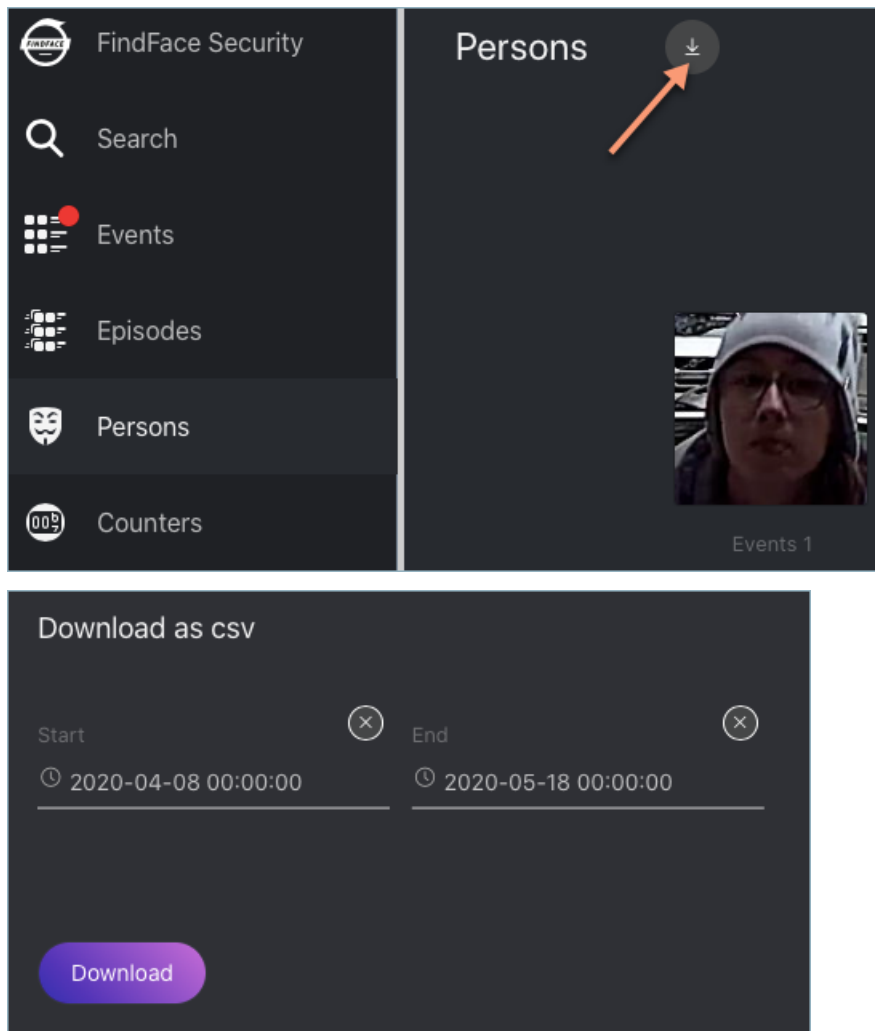 FINDFACE
FindFace Security
Search
Events
Episodes
Persons
Counters
Persons
Events 1
Download as csv
Start
End
2020-04-08 00:00:00
2020-05-18 00:00:00
Download